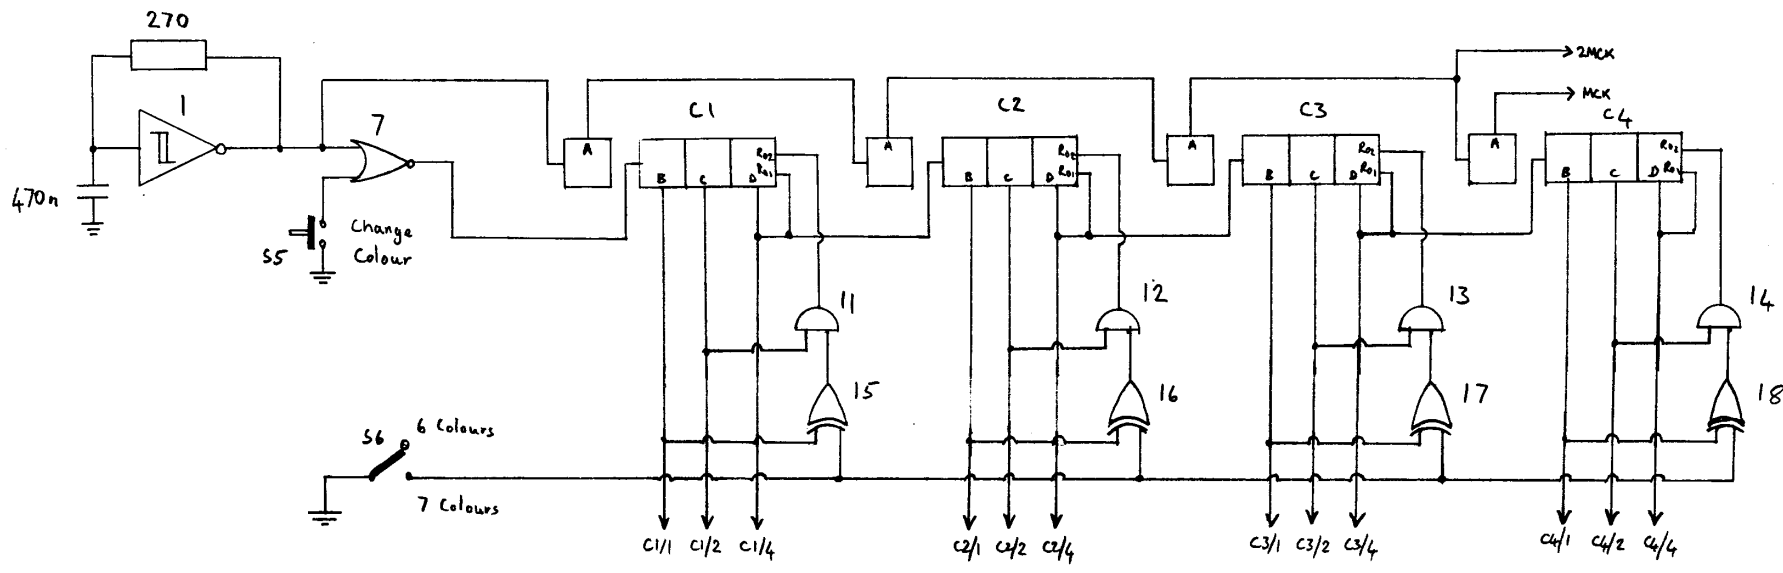 270
1
470n
7
S5
Change
Colour
A
C1
B C D
R02
R01
A
C2
B C D
R02
R01
A
C3
B C D
R02
R01
2MCK
MCK
A
C4
B C D
R02
R01
11
12
13
14
15
16
17
18
S6
6 Colours
7 Colours
C1/1 C1/2 C1/4
C2/1 C2/2 C2/4
C3/1 C3/2 C3/4
C4/1 C4/2 C4/4